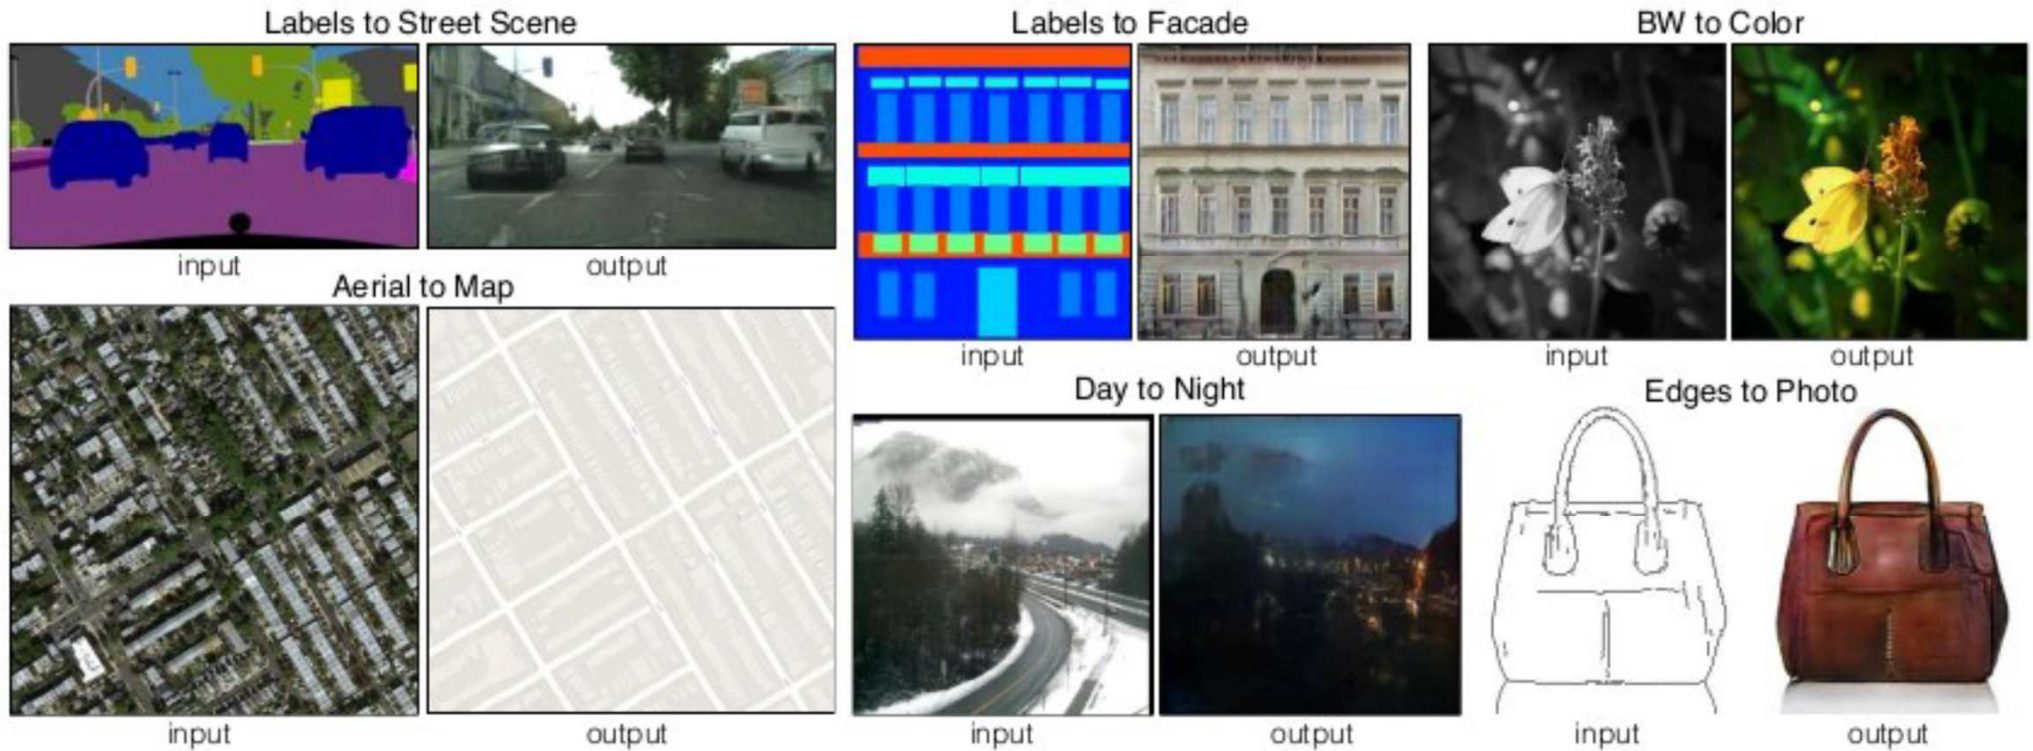 Labels to Street Scene
input
output
Aerial to Map
input
output
Labels to Facade
input
output
BW to Color
input
output
Day to Night
input
output
Edges to Photo
input
output